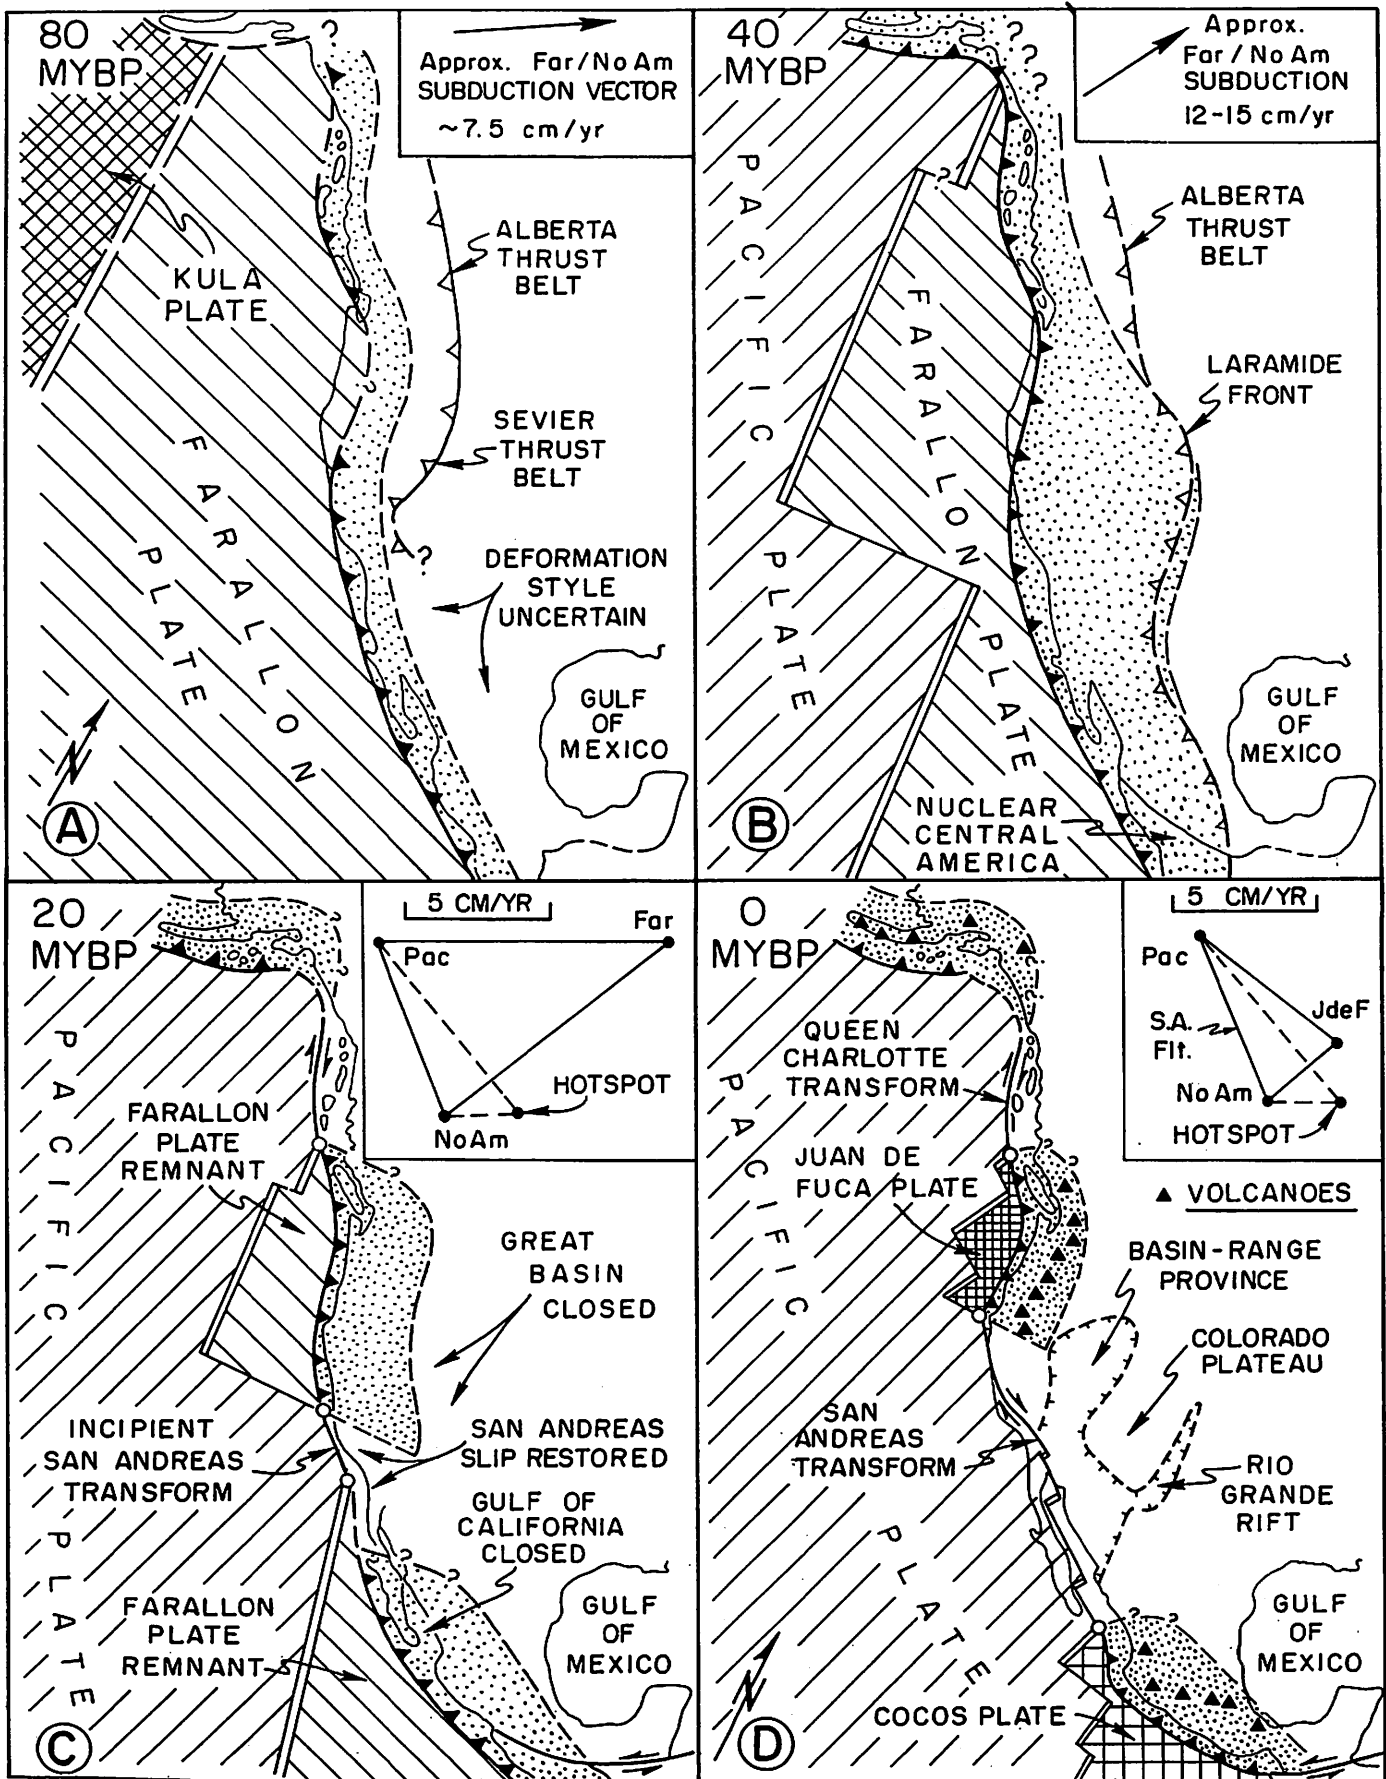 80
MYBP
?
Approx. Far/No Am
SUBDUCTION VECTOR
~7.5 cm/yr
KULA
PLATE
ALBERTA
THRUST
BELT
?
SEVIER
THRUST
BELT
FARALLON
PLATE
?
DEFORMATION
STYLE
UNCERTAIN
GULF
OF
MEXICO
N
A
40
MYBP
?
?
?
Approx.
Far/No Am
SUBDUCTION
12-15 cm/yr
PACIFIC
PLATE
?
ALBERTA
THRUST
BELT
FARALLON
PLATE
LARAMIDE
FRONT
GULF
OF
MEXICO
NUCLEAR
CENTRAL
AMERICA
B
20
MYBP
?
?
5 CM/YR
Pac
Far
HOTSPOT
NoAm
PACIFIC
PLATE
FARALLON
PLATE
REMNANT
?
GREAT
BASIN
CLOSED
INCIPIENT
SAN ANDREAS
TRANSFORM
SAN ANDREAS
SLIP RESTORED
GULF OF
CALIFORNIA
CLOSED
?
?
FARALLON
PLATE
REMNANT
GULF
OF
MEXICO
C
0
MYBP
?
?
5 CM/YR
Pac
JdeF
S.A.
Flt.
NoAm
HOTSPOT
QUEEN
CHARLOTTE
TRANSFORM
PACIFIC
PLATE
JUAN DE
FUCA PLATE
?
VOLCANOES
BASIN-RANGE
PROVINCE
COLORADO
PLATEAU
SAN
ANDREAS
TRANSFORM
RIO
GRANDE
RIFT
?
?
GULF
OF
MEXICO
COCOS PLATE
N
D